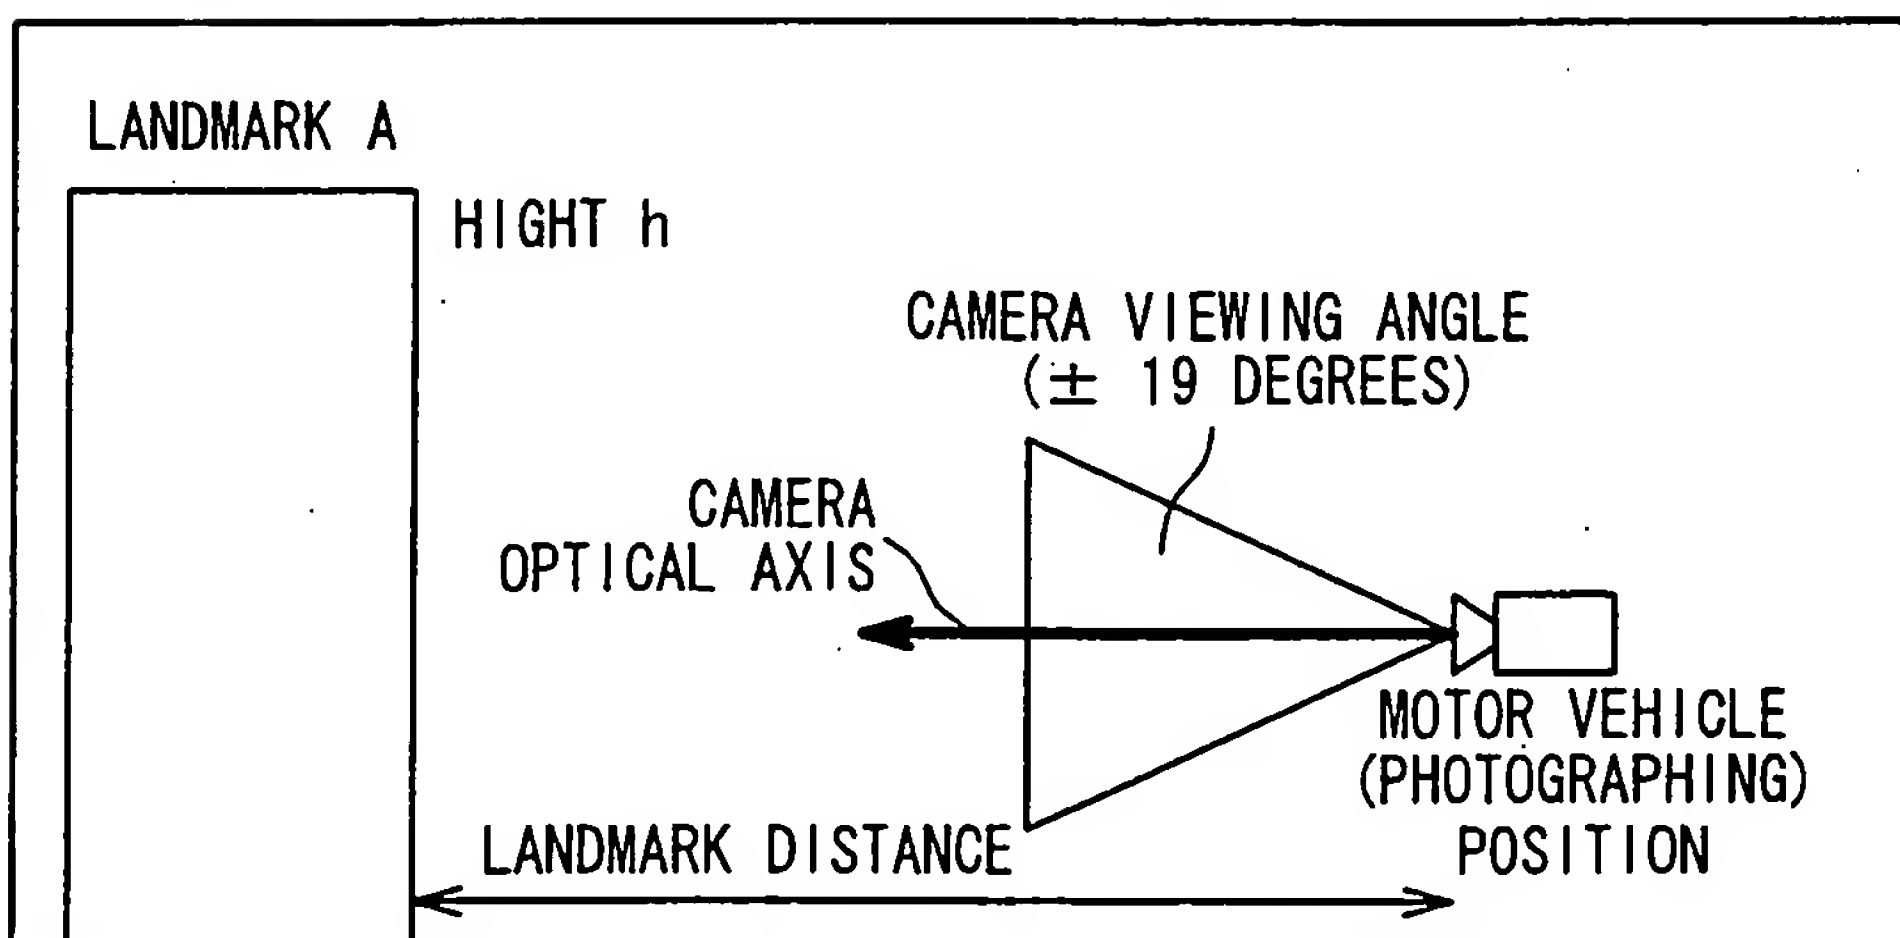 LANDMARK A
HIGHT h
CAMERA VIEWING ANGLE
(± 19 DEGREES)
CAMERA
OPTICAL AXIS
MOTOR VEHICLE
(PHOTOGRAPHING)
POSITION
LANDMARK DISTANCE